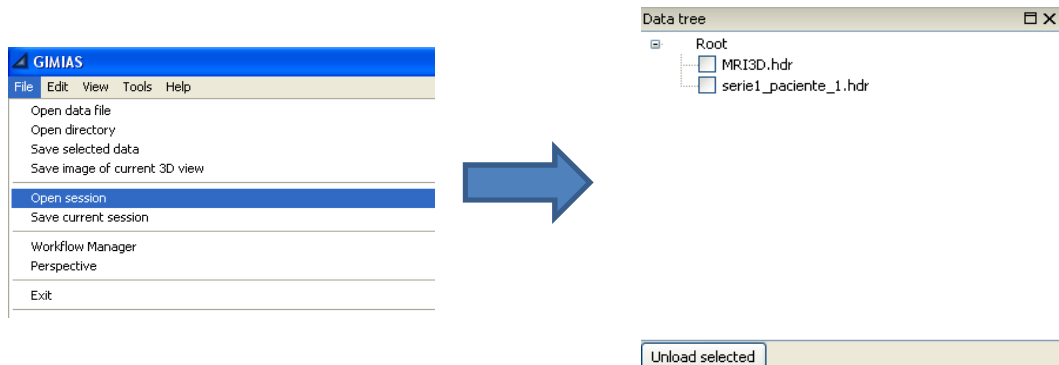 GIMIAS
File Edit View Tools Help
Open data file
Open directory
Save selected data
Save image of current 3D view
Open session
Save current session
Workflow Manager
Perspective
Exit
Data tree
Root
MRI3D.hdr
serie1_paciente_1.hdr
Unload selected